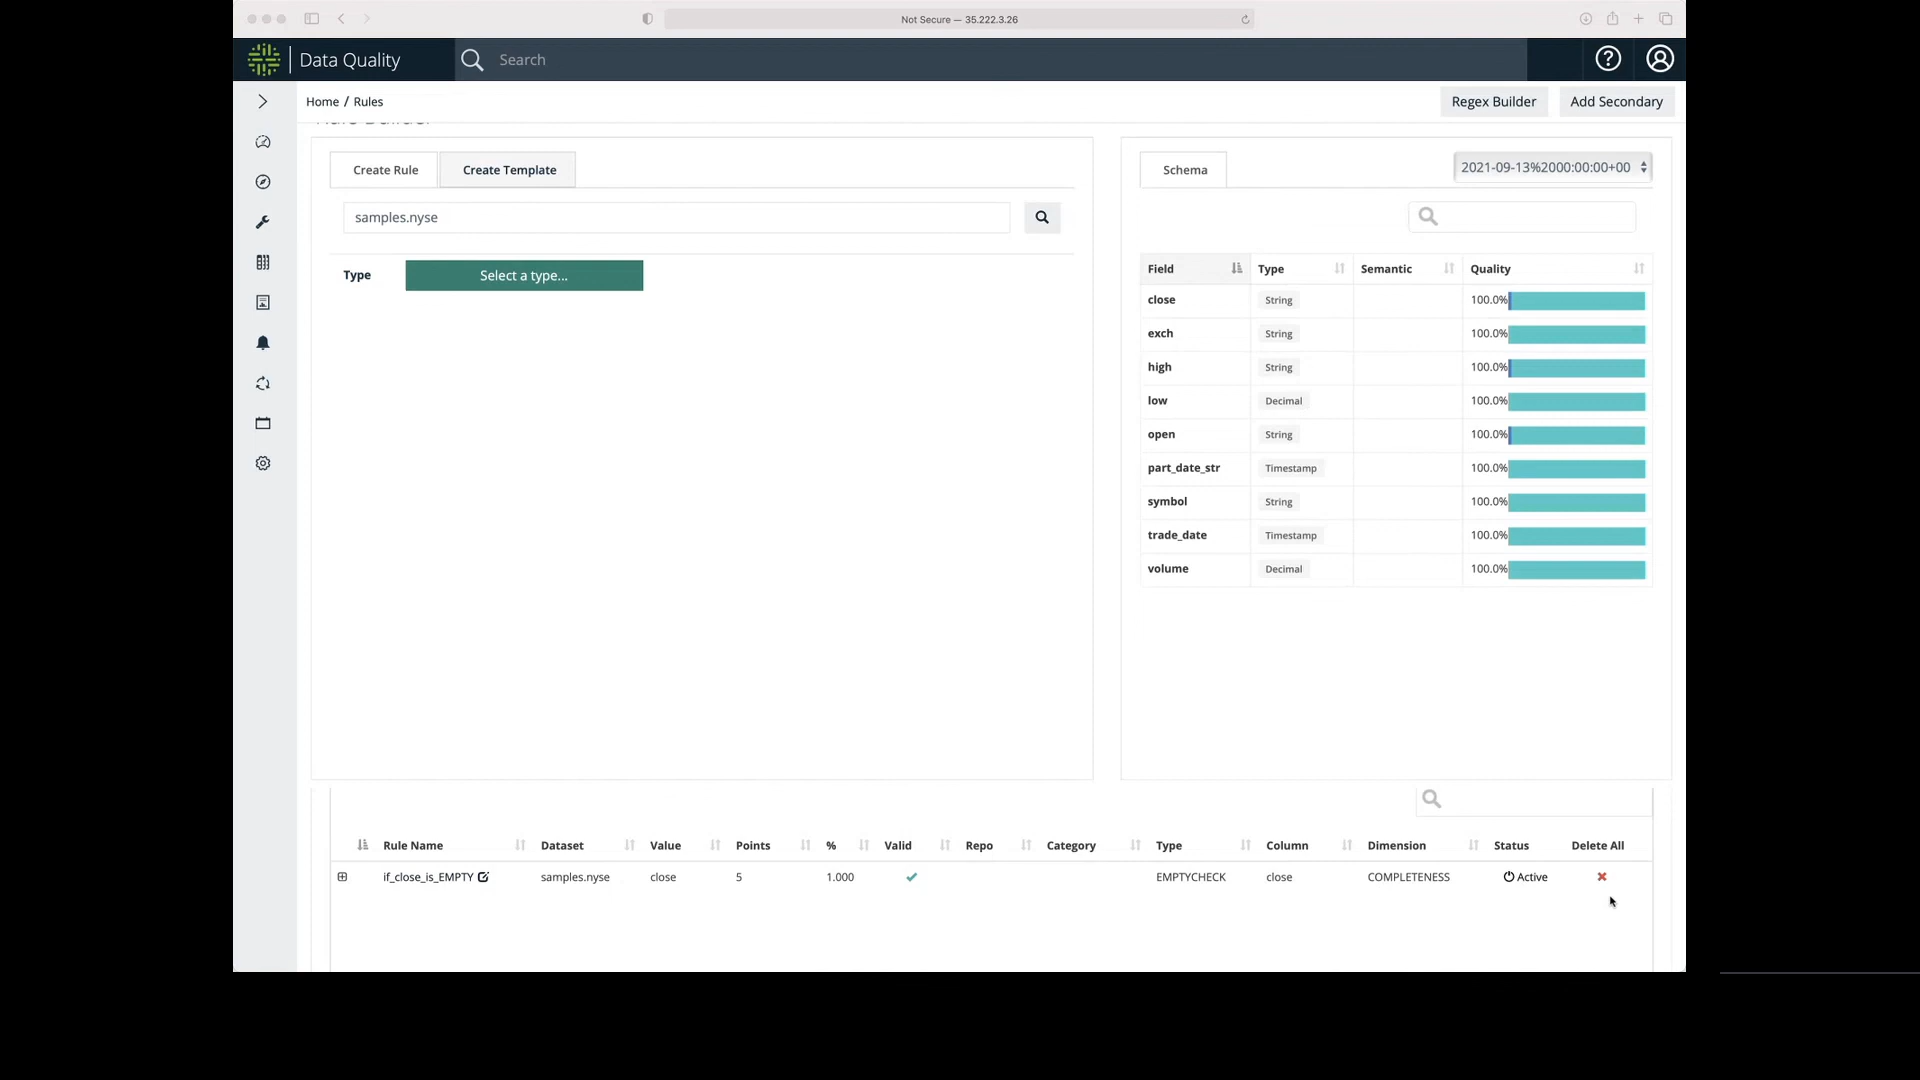 Not Secure — 35.222.3.26
Data Quality
Search
Home / Rules
Regex Builder
Add Secondary
Create Rule
Create Template
samples.nyse
Type
Select a type...
Schema
2021-09-13%2000:00:00+00
Field Type Semantic Quality
close String 100.0%
exch String 100.0%
high String 100.0%
low Decimal 100.0%
open String 100.0%
part_date_str Timestamp 100.0%
symbol String 100.0%
trade_date Timestamp 100.0%
volume Decimal 100.0%
Rule Name Dataset Value Points % Valid Repo Category Type Column Dimension Status Delete All
if_close_is_EMPTY samples.nyse close 5 1.000 EMPTYCHECK close COMPLETENESS Active